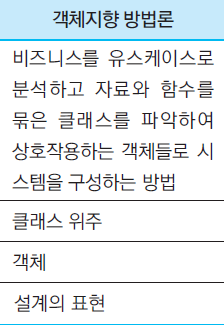 객체지향 방법론
비즈니스를 유스케이스로
분석하고 자료와 함수를
묶은 클래스를 파악하여
상호작용하는 객체들로 시
스템을 구성하는 방법
클래스 위주
객체
설계의 표현